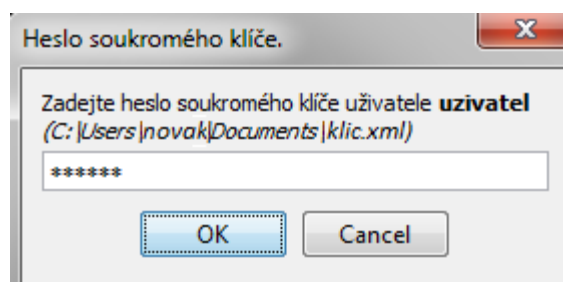 Heslo soukromého klíče.
Zadejte heslo soukromého klíče uživatele uzivatel
(C:\Users\novak\Documents\klic.xml)
******
OK
Cancel